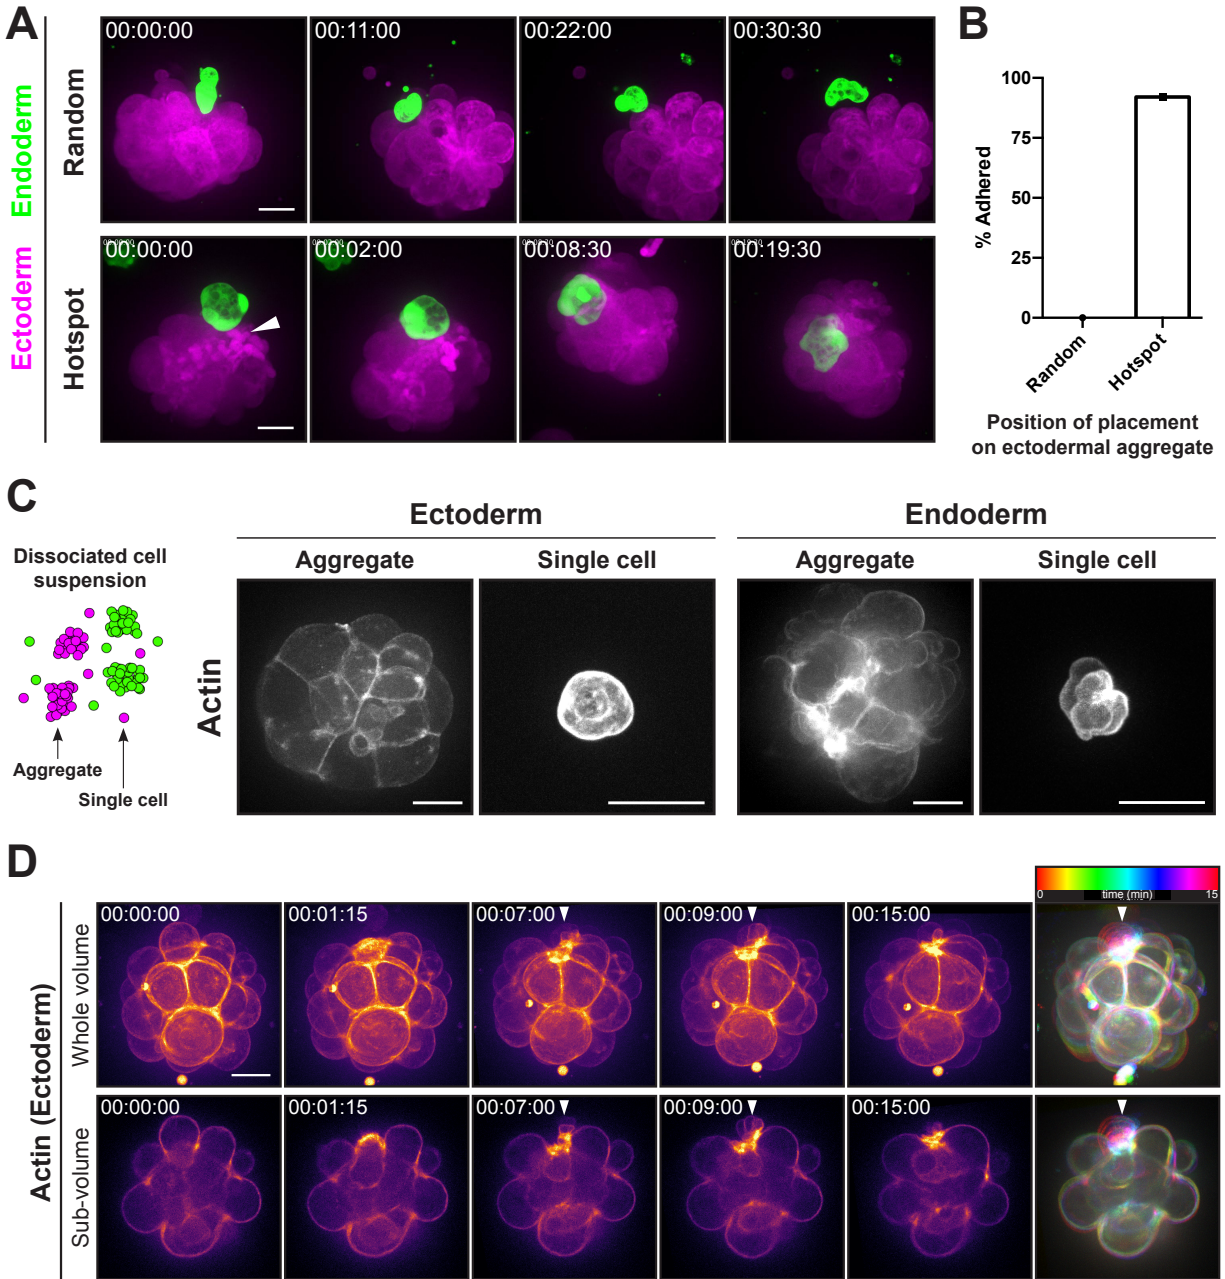 A
Endoderm
Ectoderm
Random
00:00:00
00:11:00
00:22:00
00:30:30
Hotspot
00:00:00
00:02:00
00:08:30
00:19:30
B
% Adhered
100
75
50
25
0
Random
Hotspot
Position of placement
on ectodermal aggregate
C
Dissociated cell
suspension
Aggregate
Single cell
Actin
Ectoderm
Endoderm
Aggregate
Single cell
Aggregate
Single cell
D
Actin (Ectoderm)
Whole volume
00:00:00
00:01:15
00:07:00
00:09:00
00:15:00
0
time (min)
15
Sub-volume
00:00:00
00:01:15
00:07:00
00:09:00
00:15:00